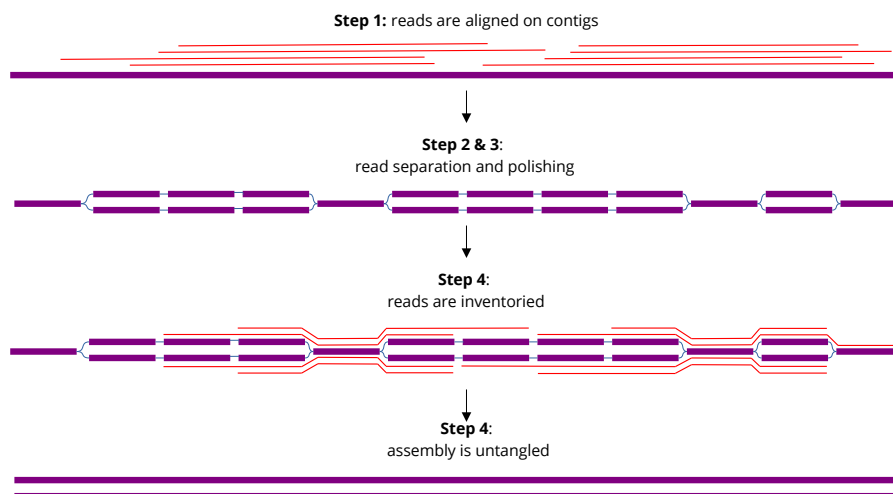 Step 1: reads are aligned on contigs
Step 2 & 3:
read separation and polishing
Step 4:
reads are inventoried
Step 4:
assembly is untangled